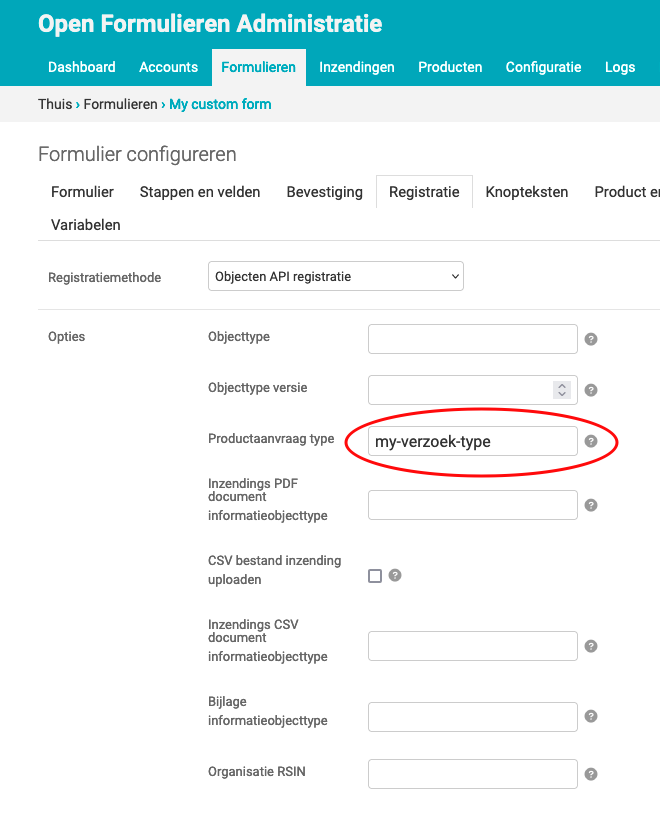 Open Formulieren Administratie
Dashboard Accounts Formulieren Inzendingen Producten Configuratie Logs
Thuis › Formulieren › My custom form
Formulier configureren
Formulier Stappen en velden Bevestiging Registratie Knopteksten Product en
Variabelen
Registratiemethode Objecten API registratie
Opties Objecttype ?
Objecttype versie ?
Productaanvraag type my-verzoek-type ?
Inzendings PDF
document
informatieobjecttype ?
CSV bestand inzending
uploaden ?
Inzendings CSV
document
informatieobjecttype ?
Bijlage
informatieobjecttype ?
Organisatie RSIN ?